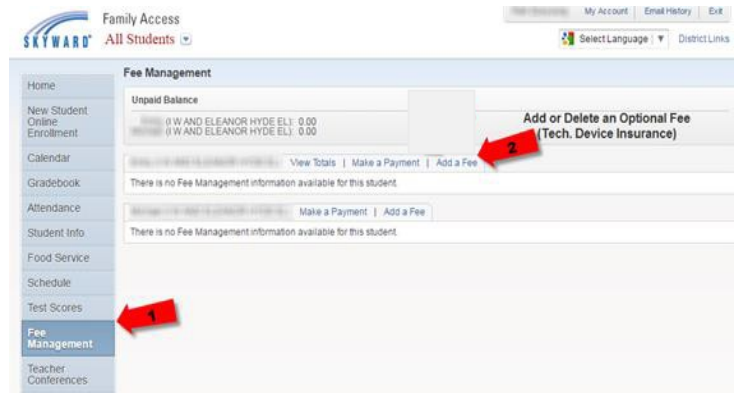 Family Access
SKYWARD All Students
My Account Email History Exit
Select Language ▼ District Links
Home
New Student
Online
Enrollment
Calendar
Gradebook
Attendance
Student Info
Food Service
Schedule
Test Scores
Fee
Management
Teacher
Conferences
Fee Management
Unpaid Balance
(I W AND ELEANOR HYDE EL): 0.00
(I W AND ELEANOR HYDE EL): 0.00
Add or Delete an Optional Fee
(Tech. Device Insurance)
View Totals | Make a Payment | Add a Fee
2
There is no Fee Management information available for this student.
Make a Payment | Add a Fee
There is no Fee Management information available for this student.
1